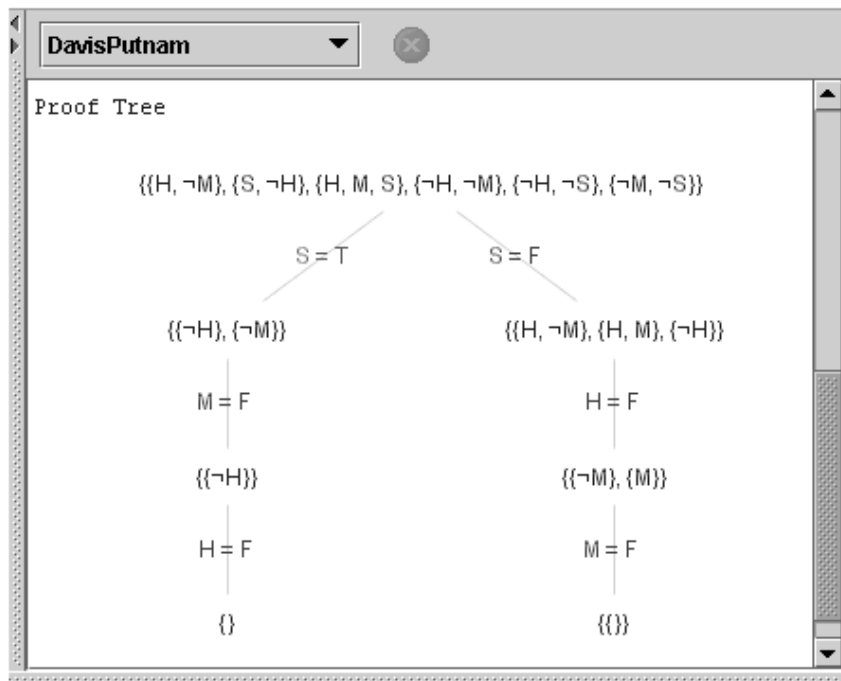 DavisPutnam
Proof Tree
{{H, ¬M}, {S, ¬H}, {H, M, S}, {¬H, ¬M}, {¬H, ¬S}, {¬M, ¬S}}
S = T S = F
{{¬H}, {¬M}} {{H, ¬M}, {H, M}, {¬H}}
M = F H = F
{{¬H}} {{¬M}, {M}}
H = F M = F
{} {{}}